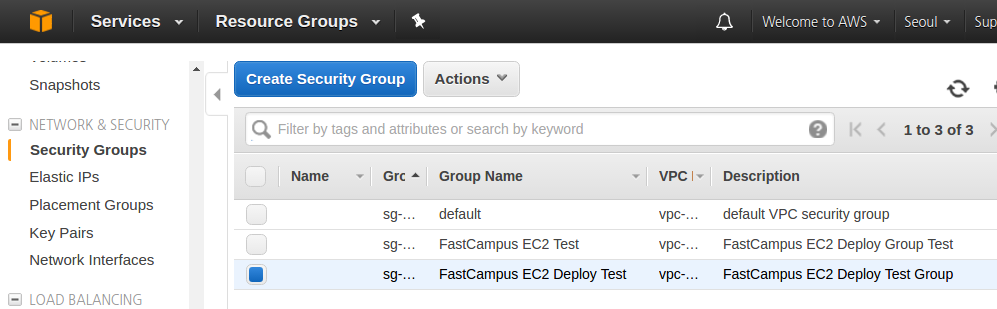 Services Resource Groups Welcome to AWS Seoul Sup
Volumes
Snapshots
NETWORK & SECURITY
Security Groups
Elastic IPs
Placement Groups
Key Pairs
Network Interfaces
LOAD BALANCING
Create Security Group Actions
Filter by tags and attributes or search by keyword ? 1 to 3 of 3
Name Grc Group Name VPC I Description
sg-... default vpc-... default VPC security group
sg-... FastCampus EC2 Test vpc-... FastCampus EC2 Deploy Group Test
sg-... FastCampus EC2 Deploy Test vpc-... FastCampus EC2 Deploy Test Group